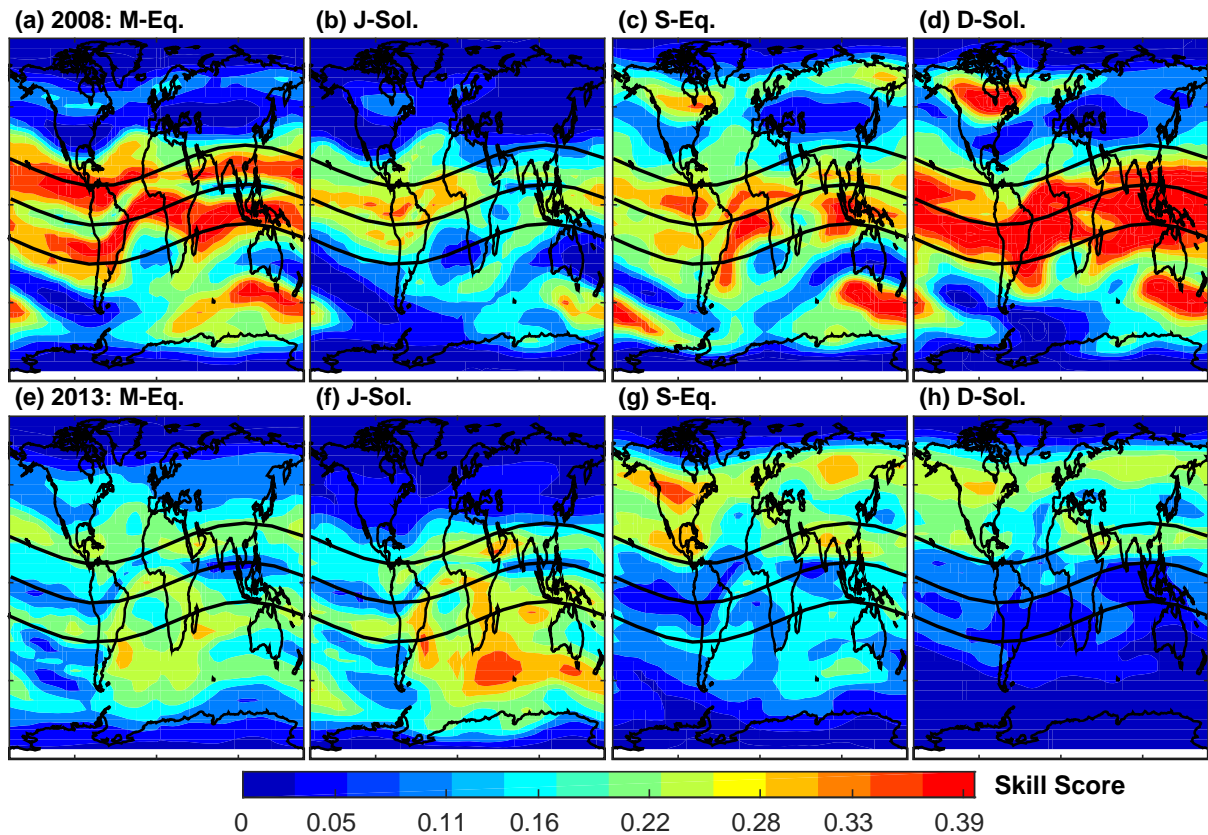 (a) 2008: M-Eq. (b) J-Sol. (c) S-Eq. (d) D-Sol.
(e) 2013: M-Eq. (f) J-Sol. (g) S-Eq. (h) D-Sol.
Skill Score
0 0.05 0.11 0.16 0.22 0.28 0.33 0.39